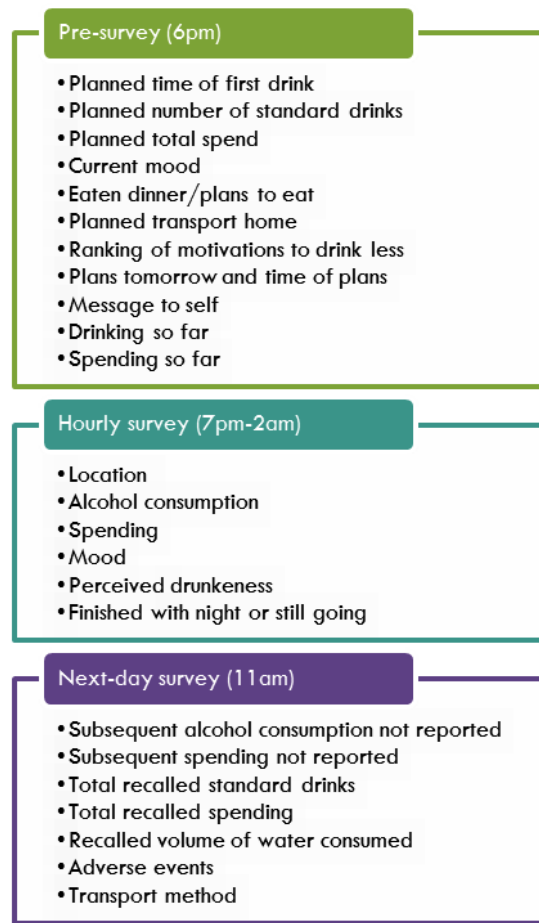 Pre-survey (6pm)
•Planned time of first drink
•Planned number of standard drinks
•Planned total spend
•Current mood
•Eaten dinner/plans to eat
•Planned transport home
•Ranking of motivations to drink less
•Plans tomorrow and time of plans
•Message to self
•Drinking so far
•Spending so far
Hourly survey (7pm-2am)
•Location
•Alcohol consumption
•Spending
•Mood
•Perceived drunkeness
•Finished with night or still going
Next-day survey (11am)
•Subsequent alcohol consumption not reported
•Subsequent spending not reported
•Total recalled standard drinks
•Total recalled spending
•Recalled volume of water consumed
•Adverse events
•Transport method